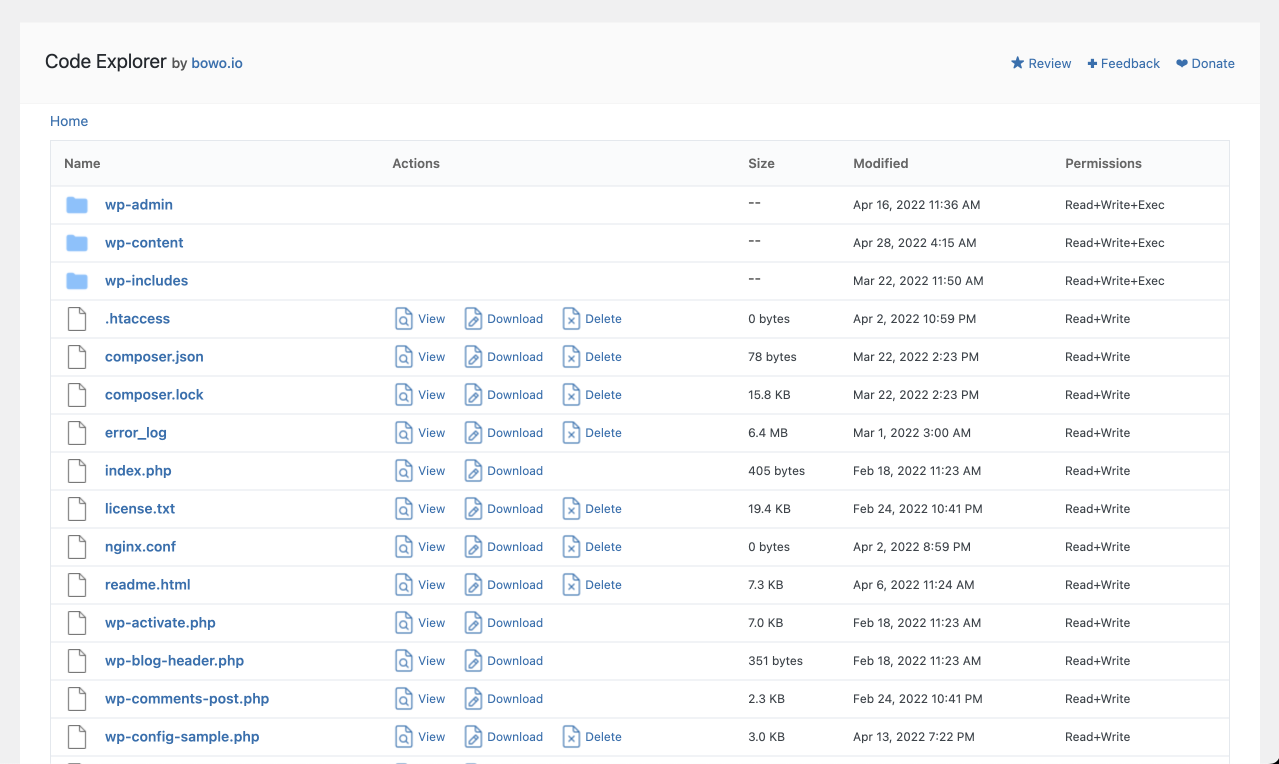 Code Explorer by bowo.io Review Feedback Donate
Home
Name Actions Size Modified Permissions
wp-admin -- Apr 16, 2022 11:36 AM Read+Write+Exec
wp-content -- Apr 28, 2022 4:15 AM Read+Write+Exec
wp-includes -- Mar 22, 2022 11:50 AM Read+Write+Exec
.htaccess View Download Delete 0 bytes Apr 2, 2022 10:59 PM Read+Write
composer.json View Download Delete 78 bytes Mar 22, 2022 2:23 PM Read+Write
composer.lock View Download Delete 15.8 KB Mar 22, 2022 2:23 PM Read+Write
error_log View Download Delete 6.4 MB Mar 1, 2022 3:00 AM Read+Write
index.php View Download 405 bytes Feb 18, 2022 11:23 AM Read+Write
license.txt View Download Delete 19.4 KB Feb 24, 2022 10:41 PM Read+Write
nginx.conf View Download Delete 0 bytes Apr 2, 2022 8:59 PM Read+Write
readme.html View Download Delete 7.3 KB Apr 6, 2022 11:24 AM Read+Write
wp-activate.php View Download 7.0 KB Feb 18, 2022 11:23 AM Read+Write
wp-blog-header.php View Download 351 bytes Feb 18, 2022 11:23 AM Read+Write
wp-comments-post.php View Download 2.3 KB Feb 24, 2022 10:41 PM Read+Write
wp-config-sample.php View Download Delete 3.0 KB Apr 13, 2022 7:22 PM Read+Write